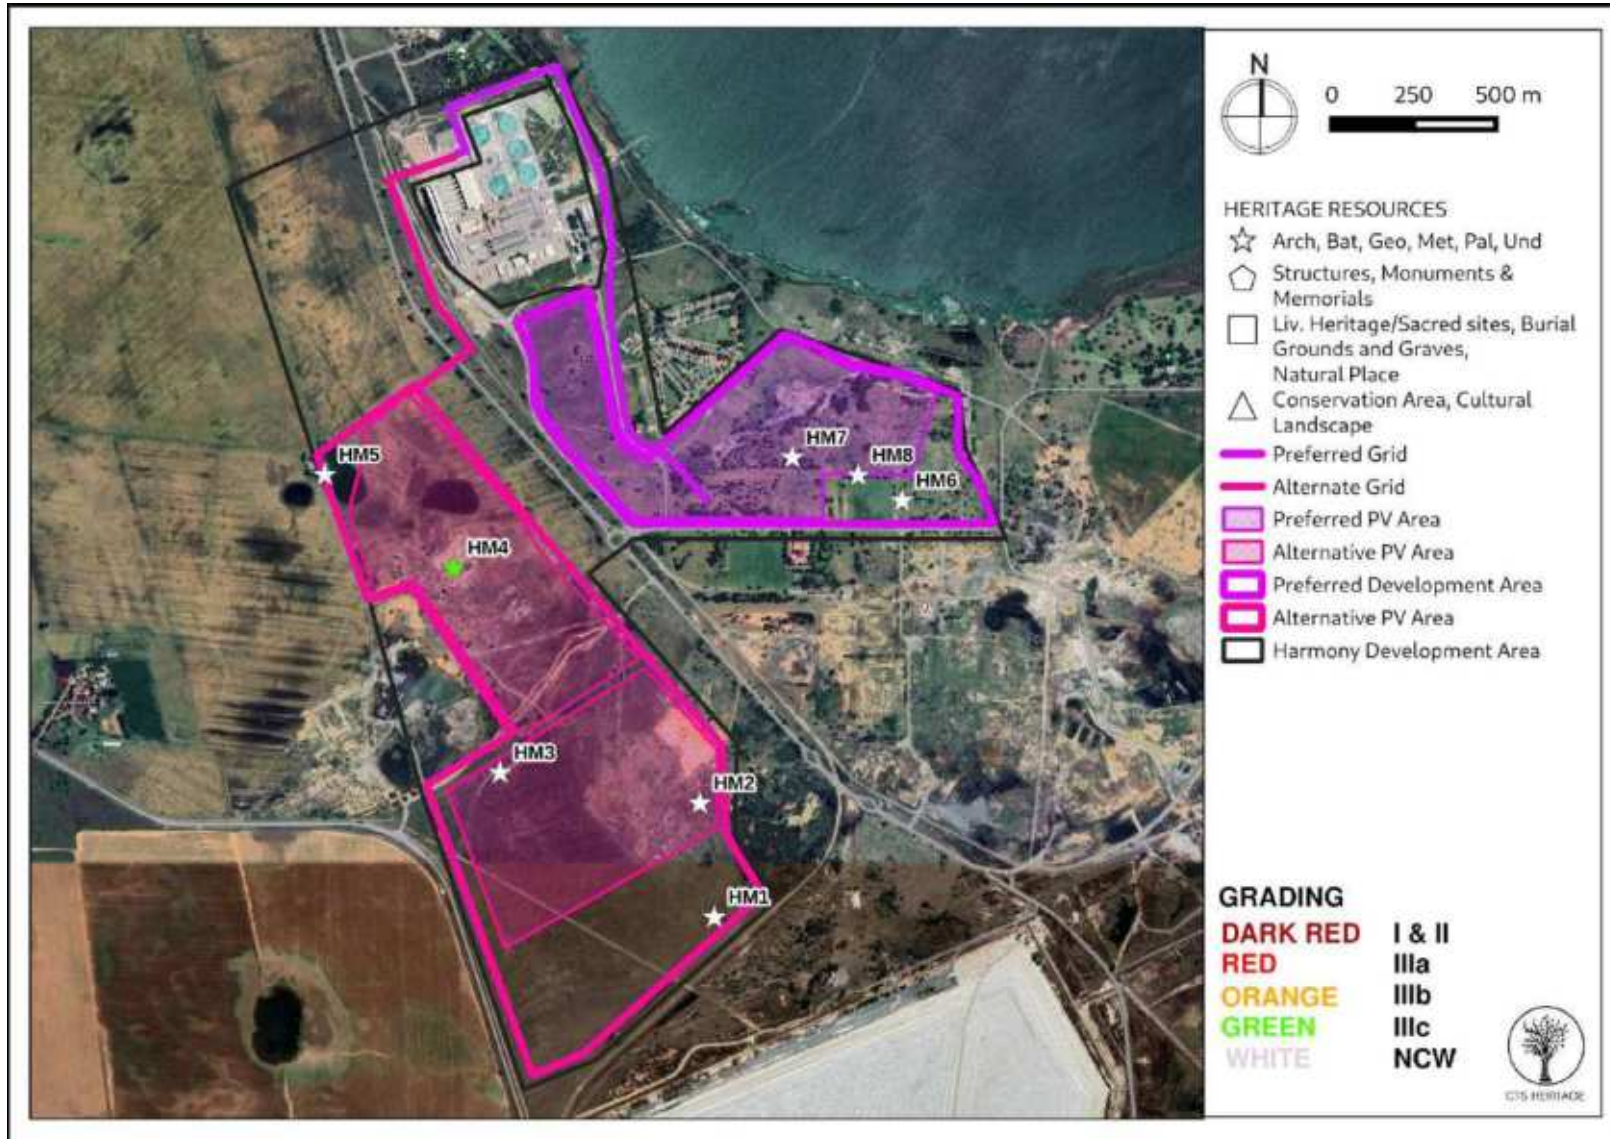 N
0 250 500 m
HERITAGE RESOURCES
Arch, Bat, Geo, Met, Pal, Und
Structures, Monuments &
Memorials
Liv. Heritage/Sacred sites, Burial
Grounds and Graves,
Natural Place
Conservation Area, Cultural
Landscape
Preferred Grid
Alternate Grid
Preferred PV Area
Alternative PV Area
Preferred Development Area
Alternative PV Area
Harmony Development Area
HM7
HM8
HM5
HM6
HM4
HM3
HM2
HM1
GRADING
DARK RED I & II
RED IIIa
ORANGE IIIb
GREEN IIIc
WHITE NCW
CTS HERITAGE